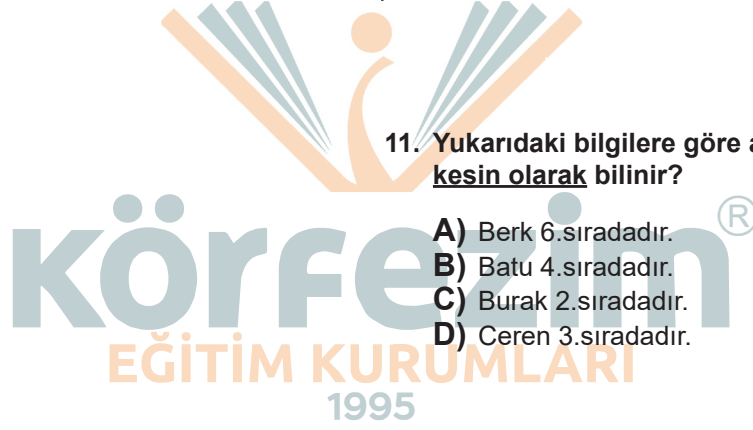 11. Yukarıdaki bilgilere göre a
kesin olarak bilinir?
A) Berk 6.sıradadır.
B) Batu 4.sıradadır.
C) Burak 2.sıradadır.
D) Ceren 3.sıradadır.
körfezim®
EĞİTİM KURUMLARI
1995